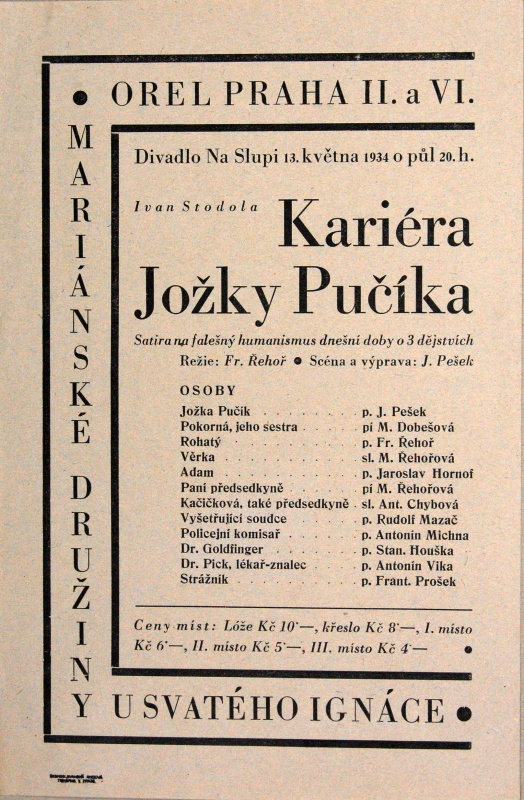 OREL PRAHA II. a VI.
MARIÁNSKÉ DRUŽINY
U SVATÉHO IGNÁCE
Divadlo Na Slupi 13. května 1934 o půl 20. h.
Ivan Stodola
Kariéra
Jožky Pučíka
Satira na falešný humanismus dnešní doby o 3 dějstvích
Režie: Fr. Řehoř ● Scéna a výprava: J. Pešek
OSOBY
Jožka Pučík . . . . . . . p. J. Pešek
Pokorná, jeho sestra . . . . . pí M. Dobešová
Rohatý . . . . . . . . p. Fr. Řehoř
Věrka . . . . . . . . sl. M. Řehořová
Adam . . . . . . . . p. Jaroslav Hornof
Paní předsedkyně . . . . . . pí M. Řehořová
Kačičková, také předsedkyně . sl. Ant. Chybová
Vyšetřující soudce . . . . . p. Rudolf Mazač
Policejní komisař . . . . . p. Antonín Michna
Dr. Goldfinger . . . . . . p. Stan. Houška
Dr. Pick, lékař-znalec . . . . p. Antonín Vika
Strážník . . . . . . . . p. Frant. Prošek
Ceny míst: Lóže Kč 10·—, křeslo Kč 8·—, I. místo
Kč 6·—, II. místo Kč 5·—, III. místo Kč 4·—